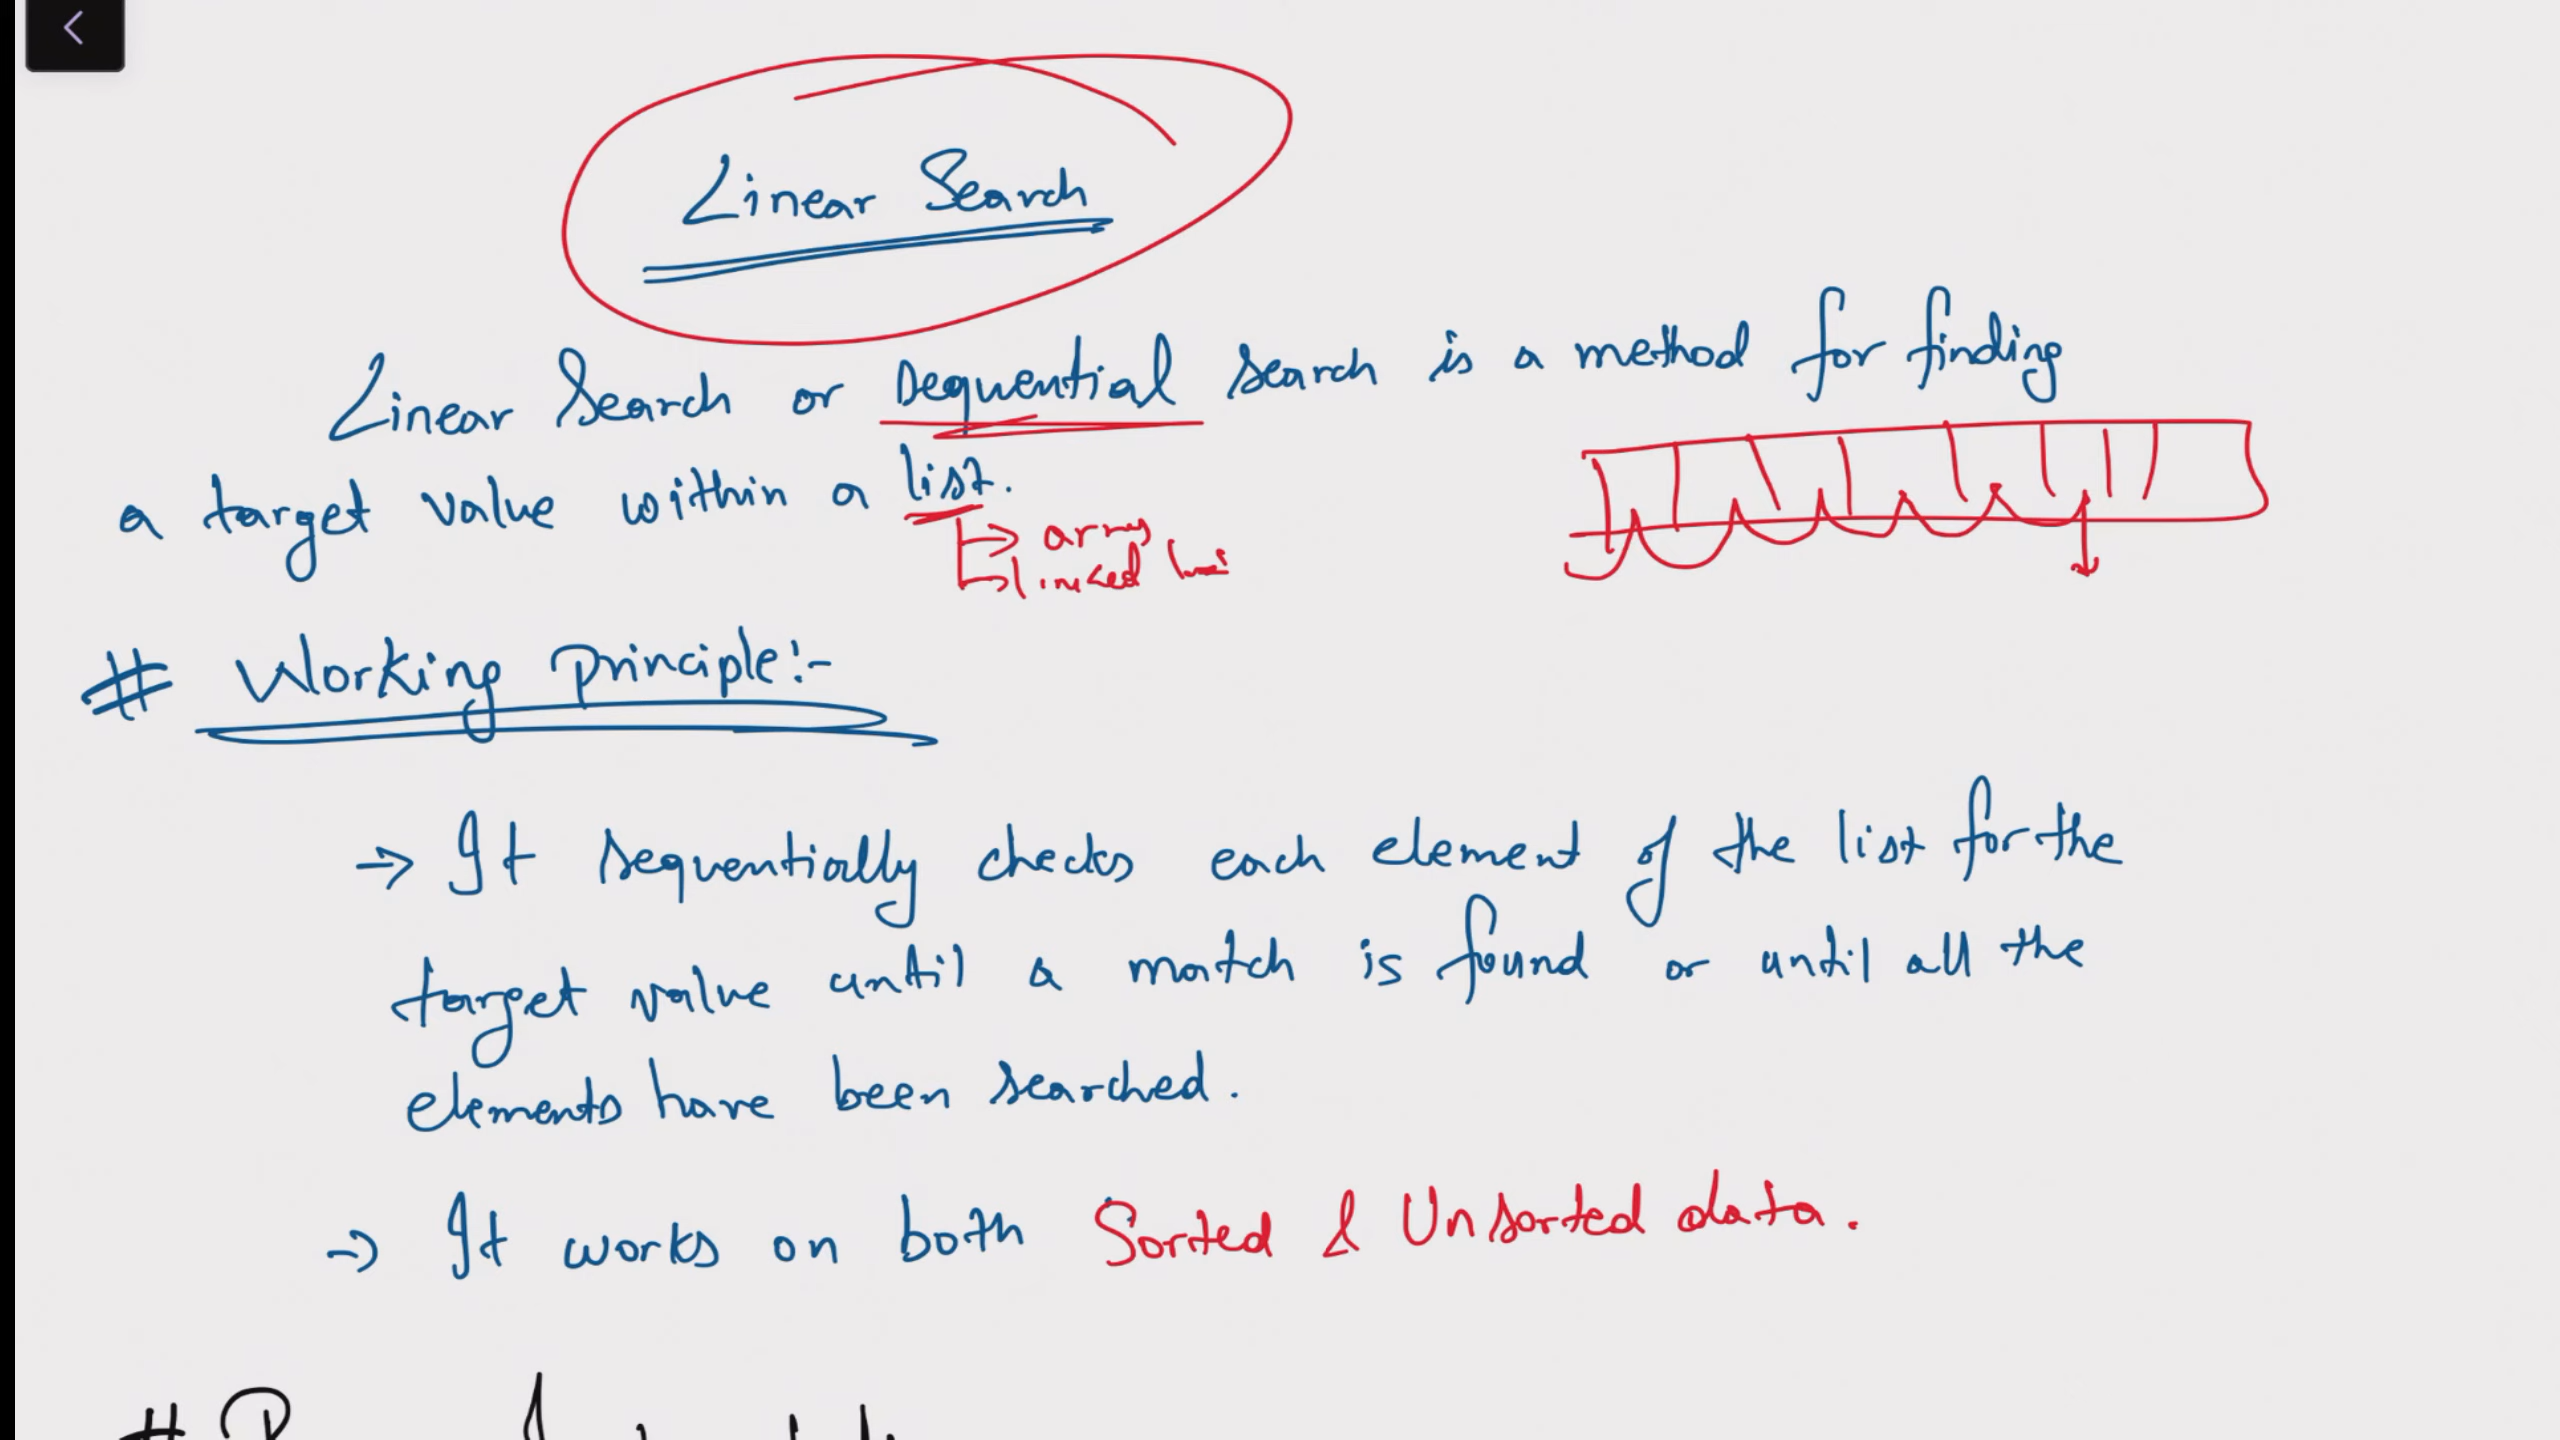 Linear Search
Linear Search or Sequential Search is a method for finding
a target value within a list.
array
linked list
# Working Principle:-
→ It sequentially checks each element of the list for the
target value until a match is found or until all the
elements have been searched.
→ It works on both Sorted & Unsorted data.
#